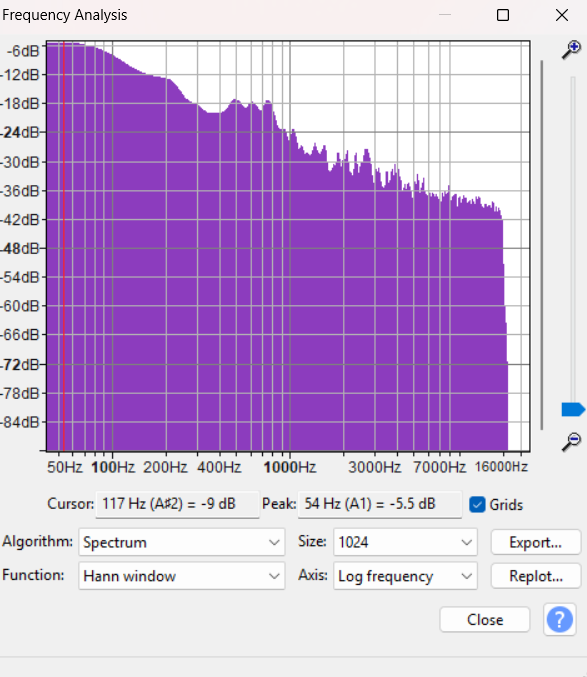 Frequency Analysis
-6dB
-12dB
-18dB
-24dB
-30dB
-36dB
-42dB
-48dB
-54dB
-60dB
-66dB
-72dB
-78dB
-84dB
50Hz 100Hz 200Hz 400Hz 1000Hz 3000Hz 7000Hz 16000Hz
Cursor: 117 Hz (A♯2) = -9 dB Peak: 54 Hz (A1) = -5.5 dB Grids
Algorithm: Spectrum Size: 1024 Export...
Function: Hann window Axis: Log frequency Replot...
Close ?